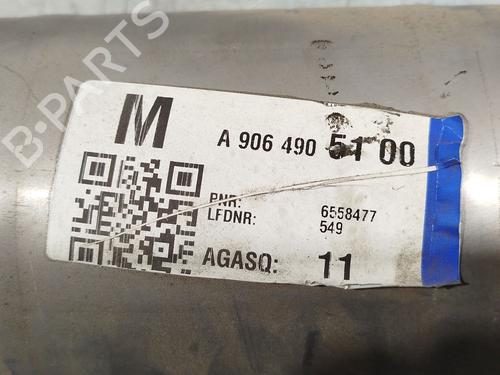 B-PARTS
M
A 906 490 51 00
PNR: 6558477
LFDNR: 549
AGASQ: 11